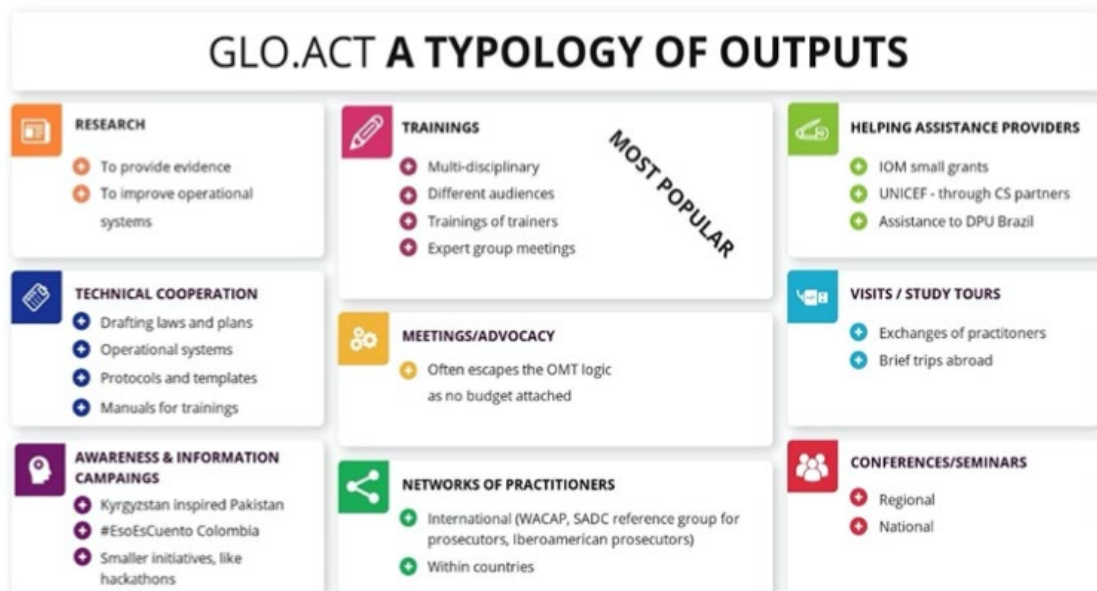 GLO.ACT A TYPOLOGY OF OUTPUTS
RESEARCH
To provide evidence
To improve operational
systems
TECHNICAL COOPERATION
Drafting laws and plans
Operational systems
Protocols and templates
Manuals for trainings
AWARENESS & INFORMATION
CAMPAINGS
Kyrgyzstan inspired Pakistan
#EsoEsCuento Colombia
Smaller initiatives, like
hackathons
TRAININGS
Multi-disciplinary
Different audiences
Trainings of trainers
Expert group meetings
MOST POPULAR
MEETINGS/ADVOCACY
Often escapes the OMT logic
as no budget attached
NETWORKS OF PRACTITIONERS
International (WACAP, SADC reference group for
prosecutors, Iberoamerican prosecutors)
Within countries
HELPING ASSISTANCE PROVIDERS
IOM small grants
UNICEF - through CS partners
Assistance to DPU Brazil
VISITS / STUDY TOURS
Exchanges of practitoners
Brief trips abroad
CONFERENCES/SEMINARS
Regional
National